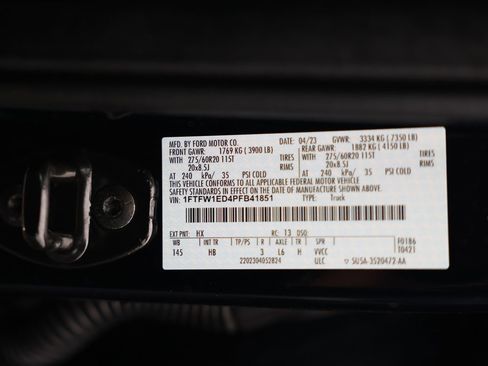 MFD. BY FORD MOTOR CO. DATE: 04/23 GVWR: 3334 KG (7350 LB)
FRONT GAWR: 1769 KG (3900 LB) REAR GAWR: 1882 KG (4150 LB)
WITH 275/60R20 115T TIRES WITH 275/60R20 115T TIRES
20x8.5J RIMS 20x8.5J RIMS
AT 240 kPa/ 35 PSI COLD AT 240 kPa/ 35 PSI COLD
THIS VEHICLE CONFORMS TO ALL APPLICABLE FEDERAL MOTOR VEHICLE
SAFETY STANDARDS IN EFFECT ON THE DATE OF MANUFACTURE SHOWN ABOVE.
VIN: 1FTFW1ED4PFB41851 TYPE: Truck
EXT PNT: HX RC: 13 DSO:
WB INT TR TP/PS R AXLE TR SPR F0186
145 HB 3 L6 H VVCC T0421
2202304052824 ULC ▽ 5U5A-3520472-AA